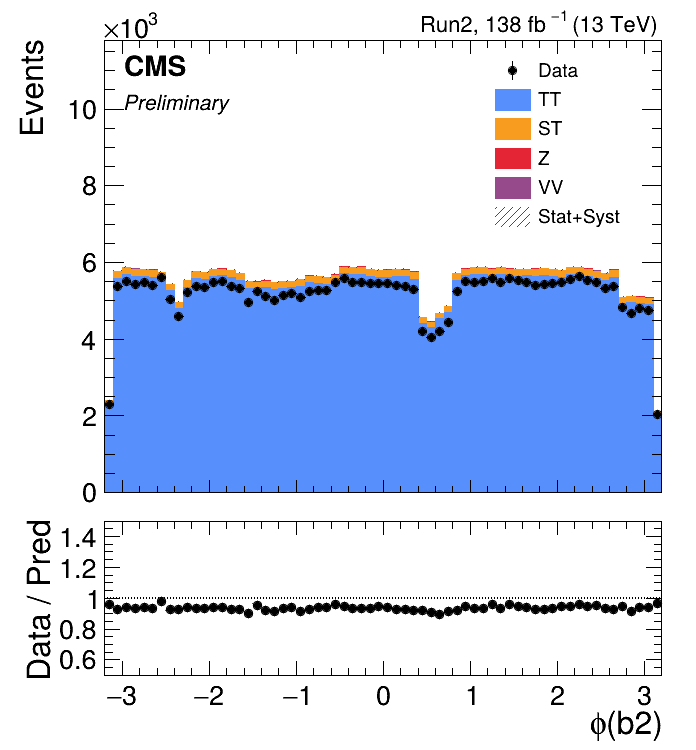 ×10³
Run2, 138 fb⁻¹ (13 TeV)
CMS
Preliminary
Events
Data
TT
ST
Z
VV
Stat+Syst
10
8
6
4
2
0
Data / Pred
1.4
1.2
1
0.8
0.6
−3 −2 −1 0 1 2 3
ϕ(b2)